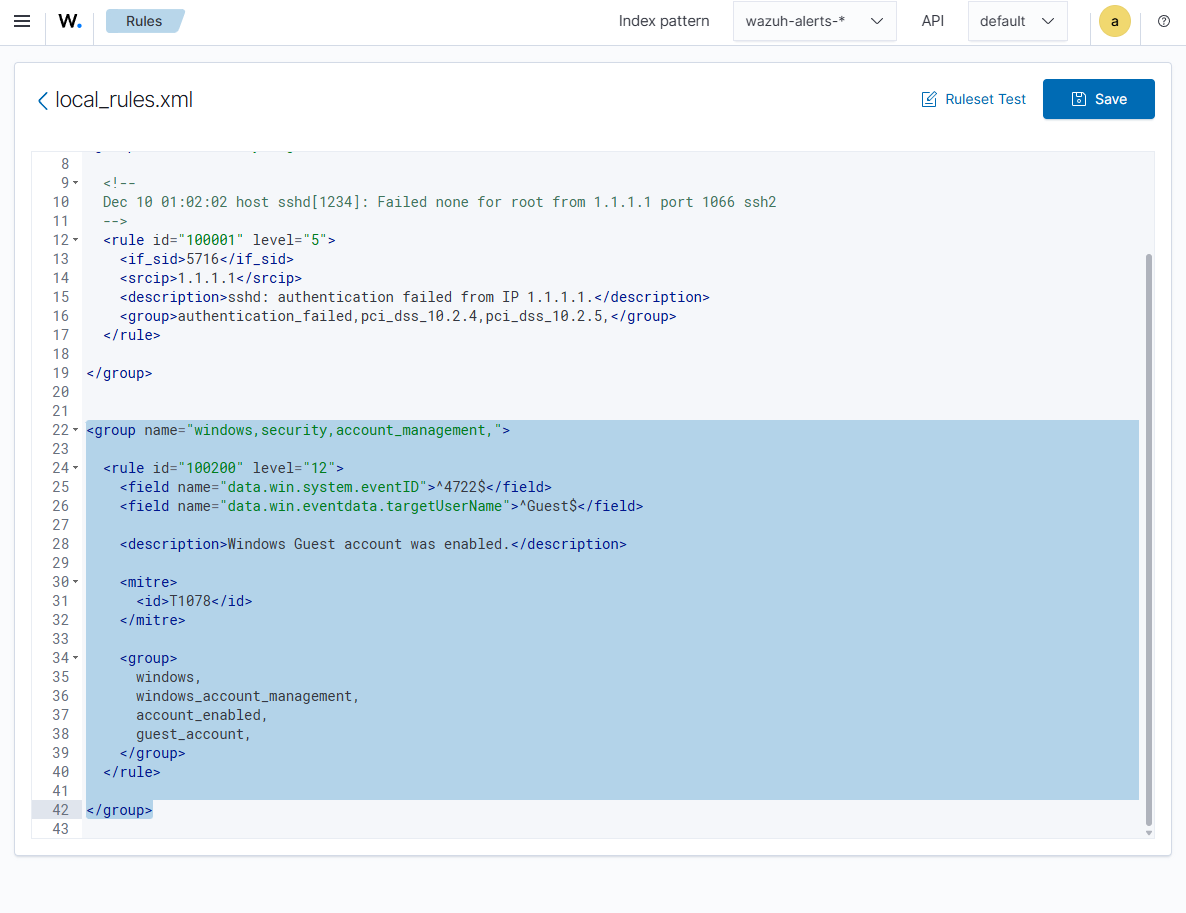 W.
Rules
Index pattern
wazuh-alerts-*
API
default
a
local_rules.xml
Ruleset Test
Save
8
9 <!--
10 Dec 10 01:02:02 host sshd[1234]: Failed none for root from 1.1.1.1 port 1066 ssh2
11 -->
12 <rule id="100001" level="5">
13 <if_sid>5716</if_sid>
14 <srcip>1.1.1.1</srcip>
15 <description>sshd: authentication failed from IP 1.1.1.1.</description>
16 <group>authentication_failed,pci_dss_10.2.4,pci_dss_10.2.5,</group>
17 </rule>
18
19 </group>
20
21
22 <group name="windows,security,account_management,">
23
24 <rule id="100200" level="12">
25 <field name="data.win.system.eventID">^4722$</field>
26 <field name="data.win.eventdata.targetUserName">^Guest$</field>
27
28 <description>Windows Guest account was enabled.</description>
29
30 <mitre>
31 <id>T1078</id>
32 </mitre>
33
34 <group>
35 windows,
36 windows_account_management,
37 account_enabled,
38 guest_account,
39 </group>
40 </rule>
41
42 </group>
43